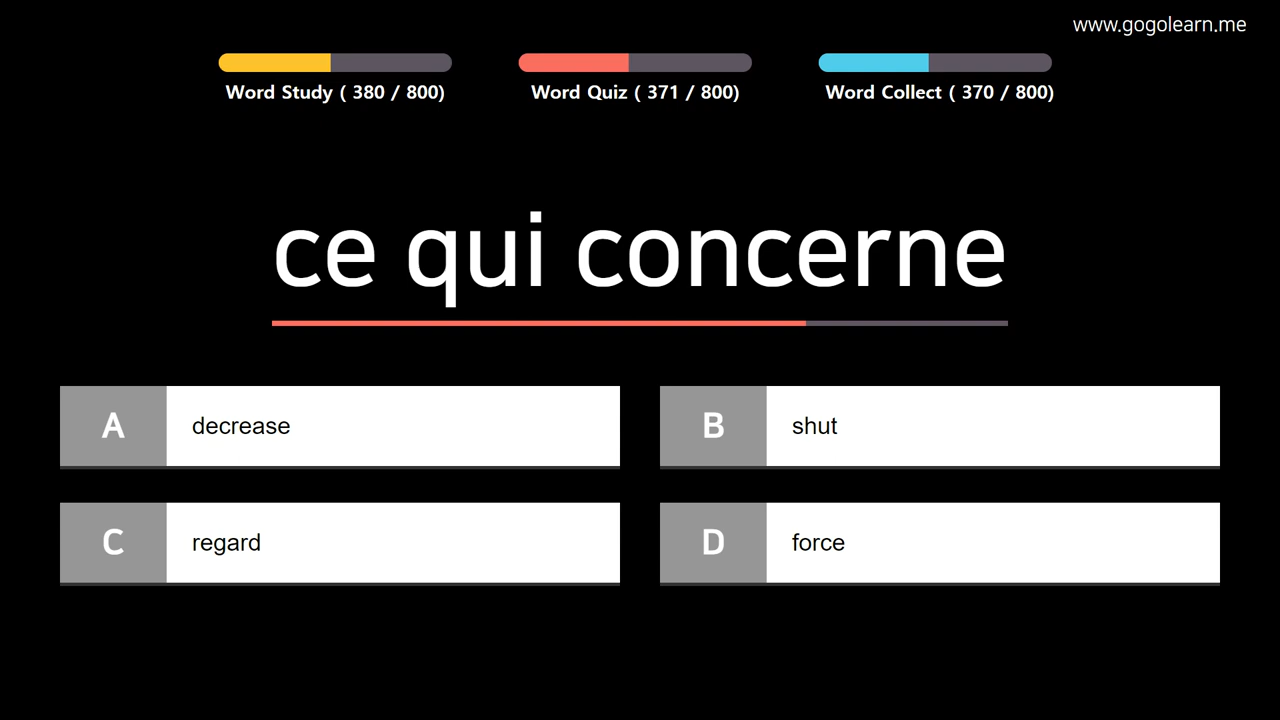 www.gogolearn.me
Word Study ( 380 / 800)
Word Quiz ( 371 / 800)
Word Collect ( 370 / 800)
ce qui concerne
A decrease
B shut
C regard
D force